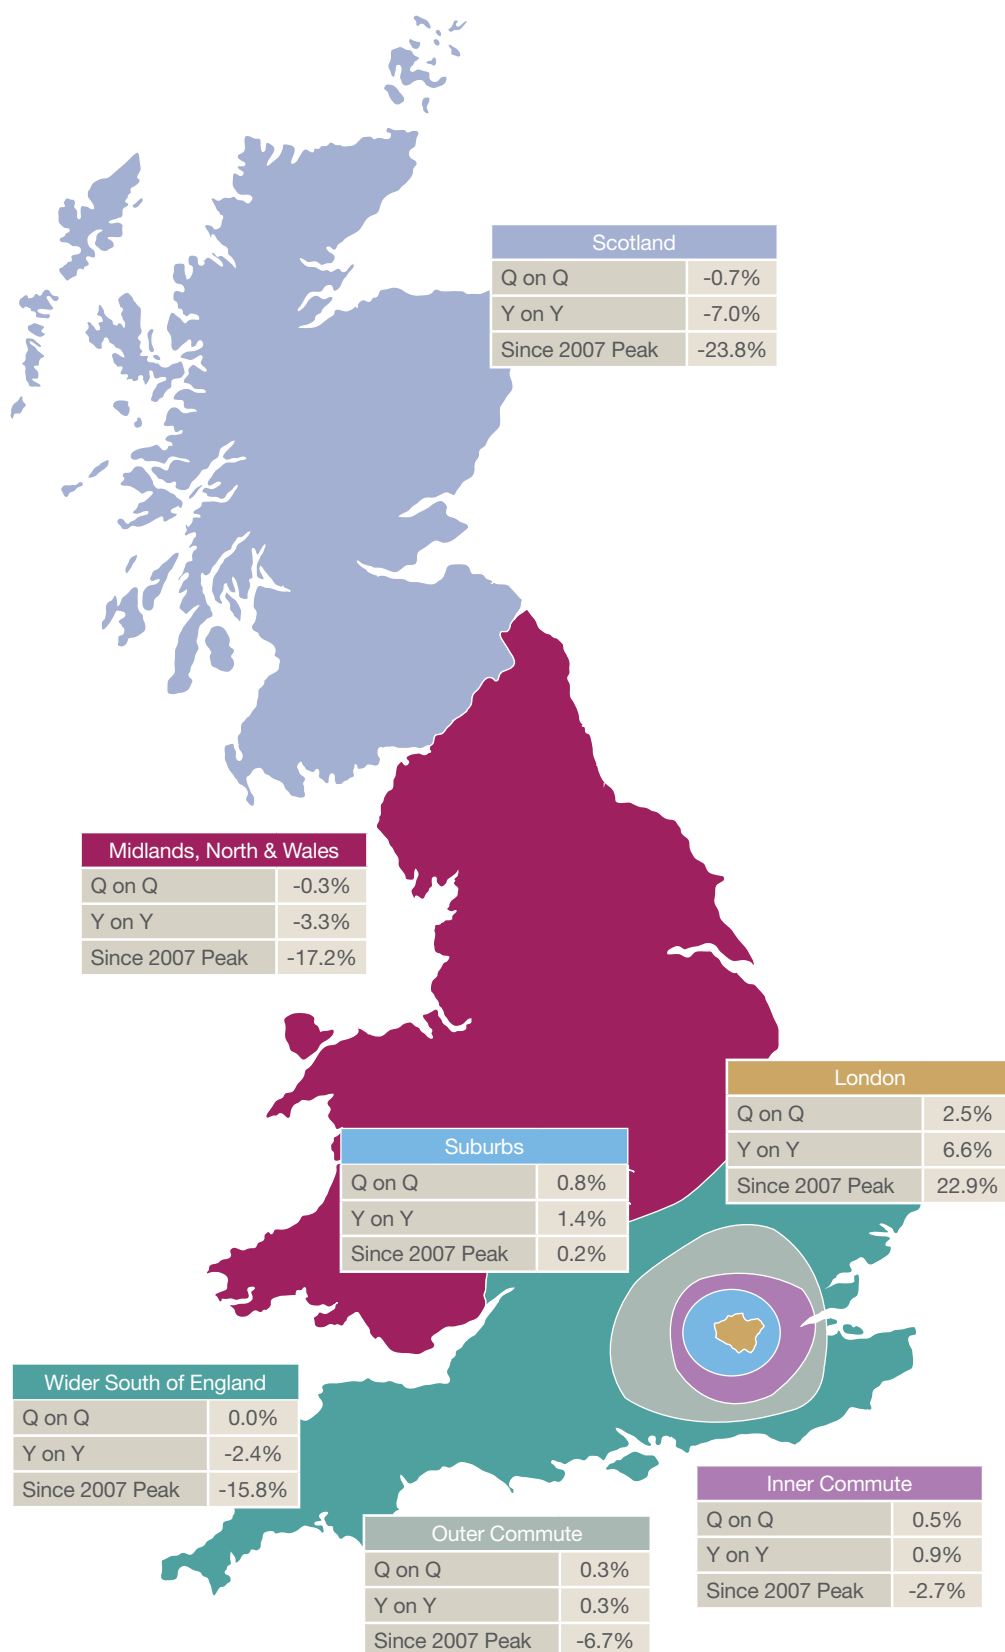 Scotland
Q on Q -0.7%
Y on Y -7.0%
Since 2007 Peak -23.8%
Midlands, North & Wales
Q on Q -0.3%
Y on Y -3.3%
Since 2007 Peak -17.2%
London
Q on Q 2.5%
Y on Y 6.6%
Since 2007 Peak 22.9%
Suburbs
Q on Q 0.8%
Y on Y 1.4%
Since 2007 Peak 0.2%
Wider South of England
Q on Q 0.0%
Y on Y -2.4%
Since 2007 Peak -15.8%
Inner Commute
Q on Q 0.5%
Y on Y 0.9%
Since 2007 Peak -2.7%
Outer Commute
Q on Q 0.3%
Y on Y 0.3%
Since 2007 Peak -6.7%